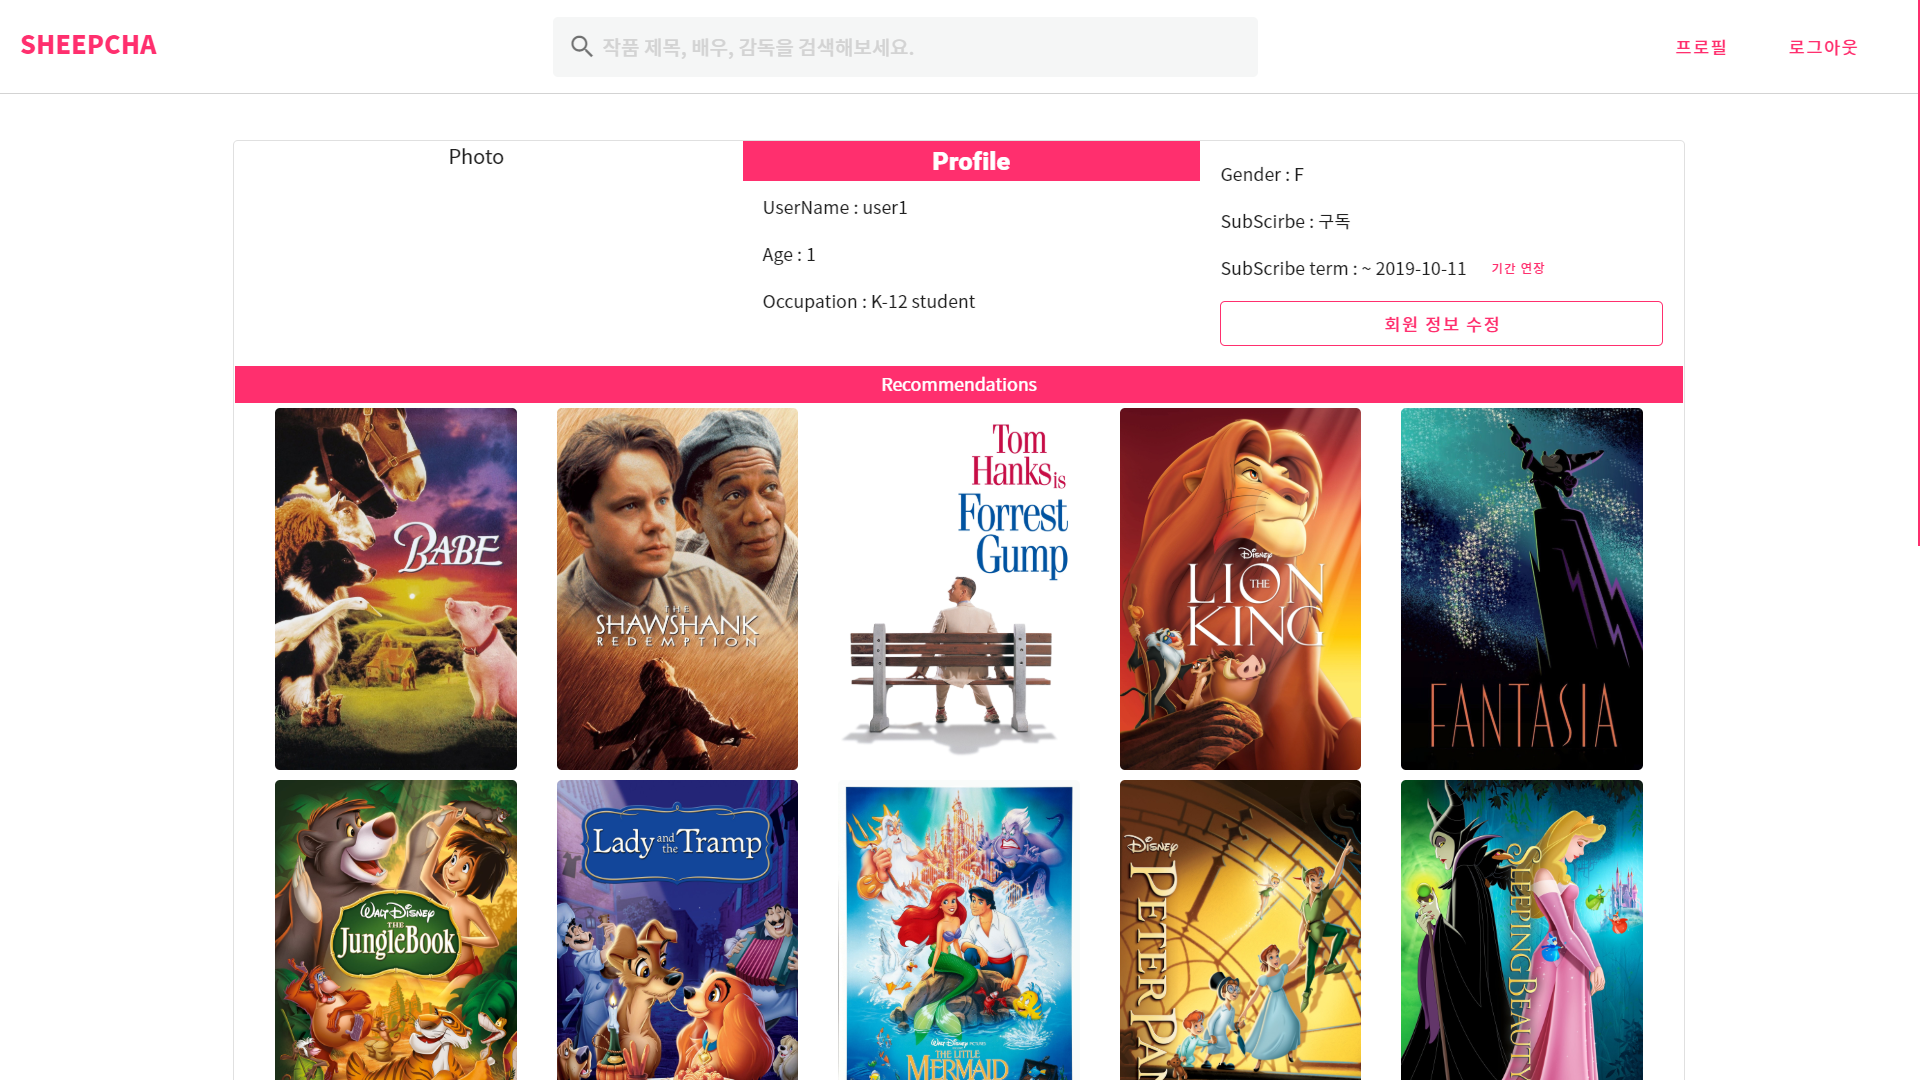 SHEEPCHA
작품 제목, 배우, 감독을 검색해보세요.
프로필
로그아웃
Photo
Profile
UserName : user1
Age : 1
Occupation : K-12 student
Gender : F
SubScirbe : 구독
SubScribe term : ~ 2019-10-11
기간 연장
회원 정보 수정
Recommendations
BABE
THE
SHAWSHANK
REDEMPTION
Tom
Hanks is
Forrest
Gump
Disney
THE
LION
KING
FANTASIA
WALT DISNEY
THE
Jungle Book
Lady and the Tramp
WALT DISNEY PICTURES
THE LITTLE
MERMAID
Disney
PETER PAN
SLEEPING BEAUTY